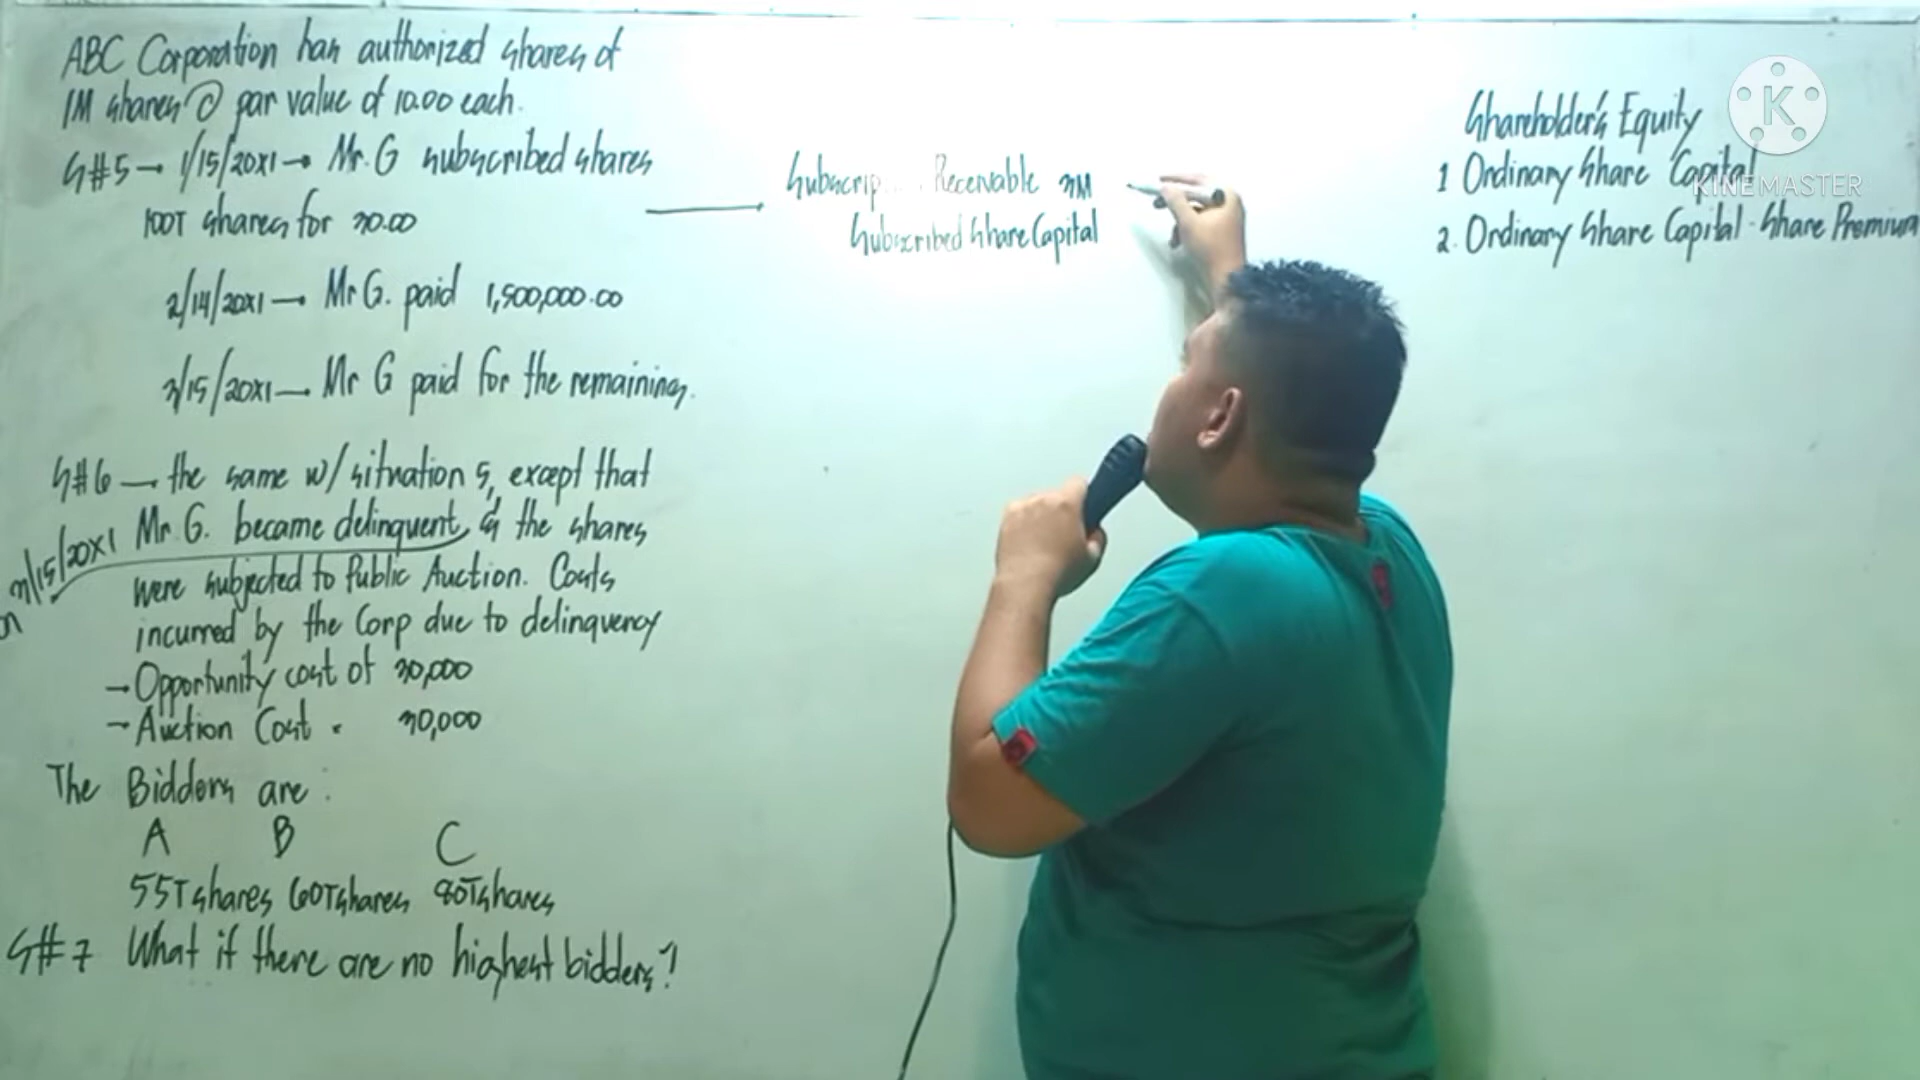 ABC Corporation has authorized shares of
1M shares @ par value of 10.00 each.
S#5 → 1/15/20X1 → Mr. G subscribed shares
100T shares for 30.00
2/14/20X1 → Mr G. paid 1,500,000.00
3/15/20X1 → Mr G paid for the remaining.
S#6 → the same w/ situation 5, except that
on 3/15/20X1 Mr. G. became delinquent & the shares
were subjected to Public Auction. Costs
incurred by the Corp due to delinquency
→ Opportunity cost of 30,000
→ Auction Cost - 30,000
The Bidders are :
A B C
55T shares 60T shares 80T shares
S#7 What if there are no highest bidders?
Subscrip.... Receivable 3M
Subscribed Share Capital
Shareholder's Equity
1 Ordinary Share Capital
2. Ordinary Share Capital - Share Premium
K
KINEMASTER